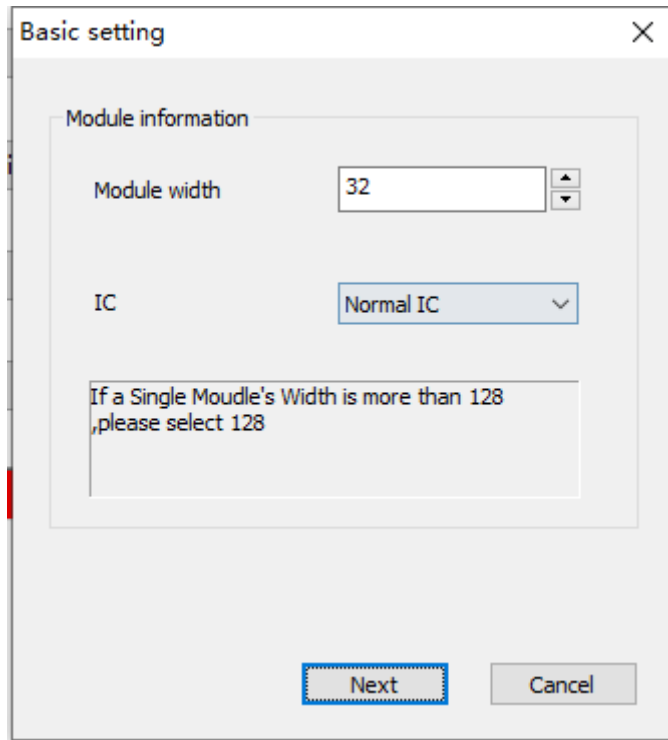 Basic setting
Module information
Module width
32
IC
Normal IC
If a Single Moudle's Width is more than 128
,please select 128
Next
Cancel